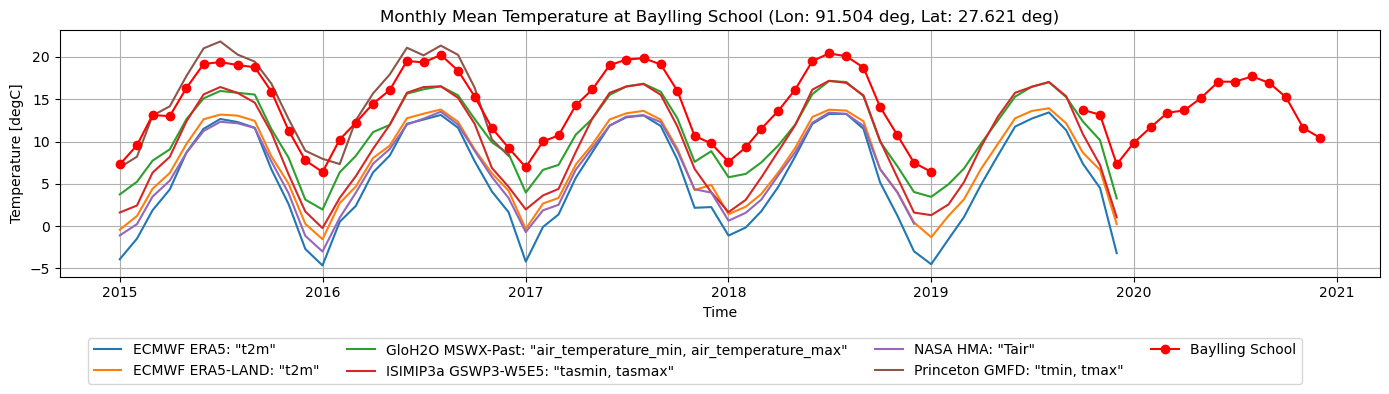 Monthly Mean Temperature at Baylling School (Lon: 91.504 deg, Lat: 27.621 deg)
Temperature [degC]
20
15
10
5
0
−5
2015 2016 2017 2018 2019 2020 2021
Time
ECMWF ERA5: "t2m" GloH2O MSWX-Past: "air_temperature_min, air_temperature_max" NASA HMA: "Tair" Baylling School
ECMWF ERA5-LAND: "t2m" ISIMIP3a GSWP3-W5E5: "tasmin, tasmax" Princeton GMFD: "tmin, tmax"